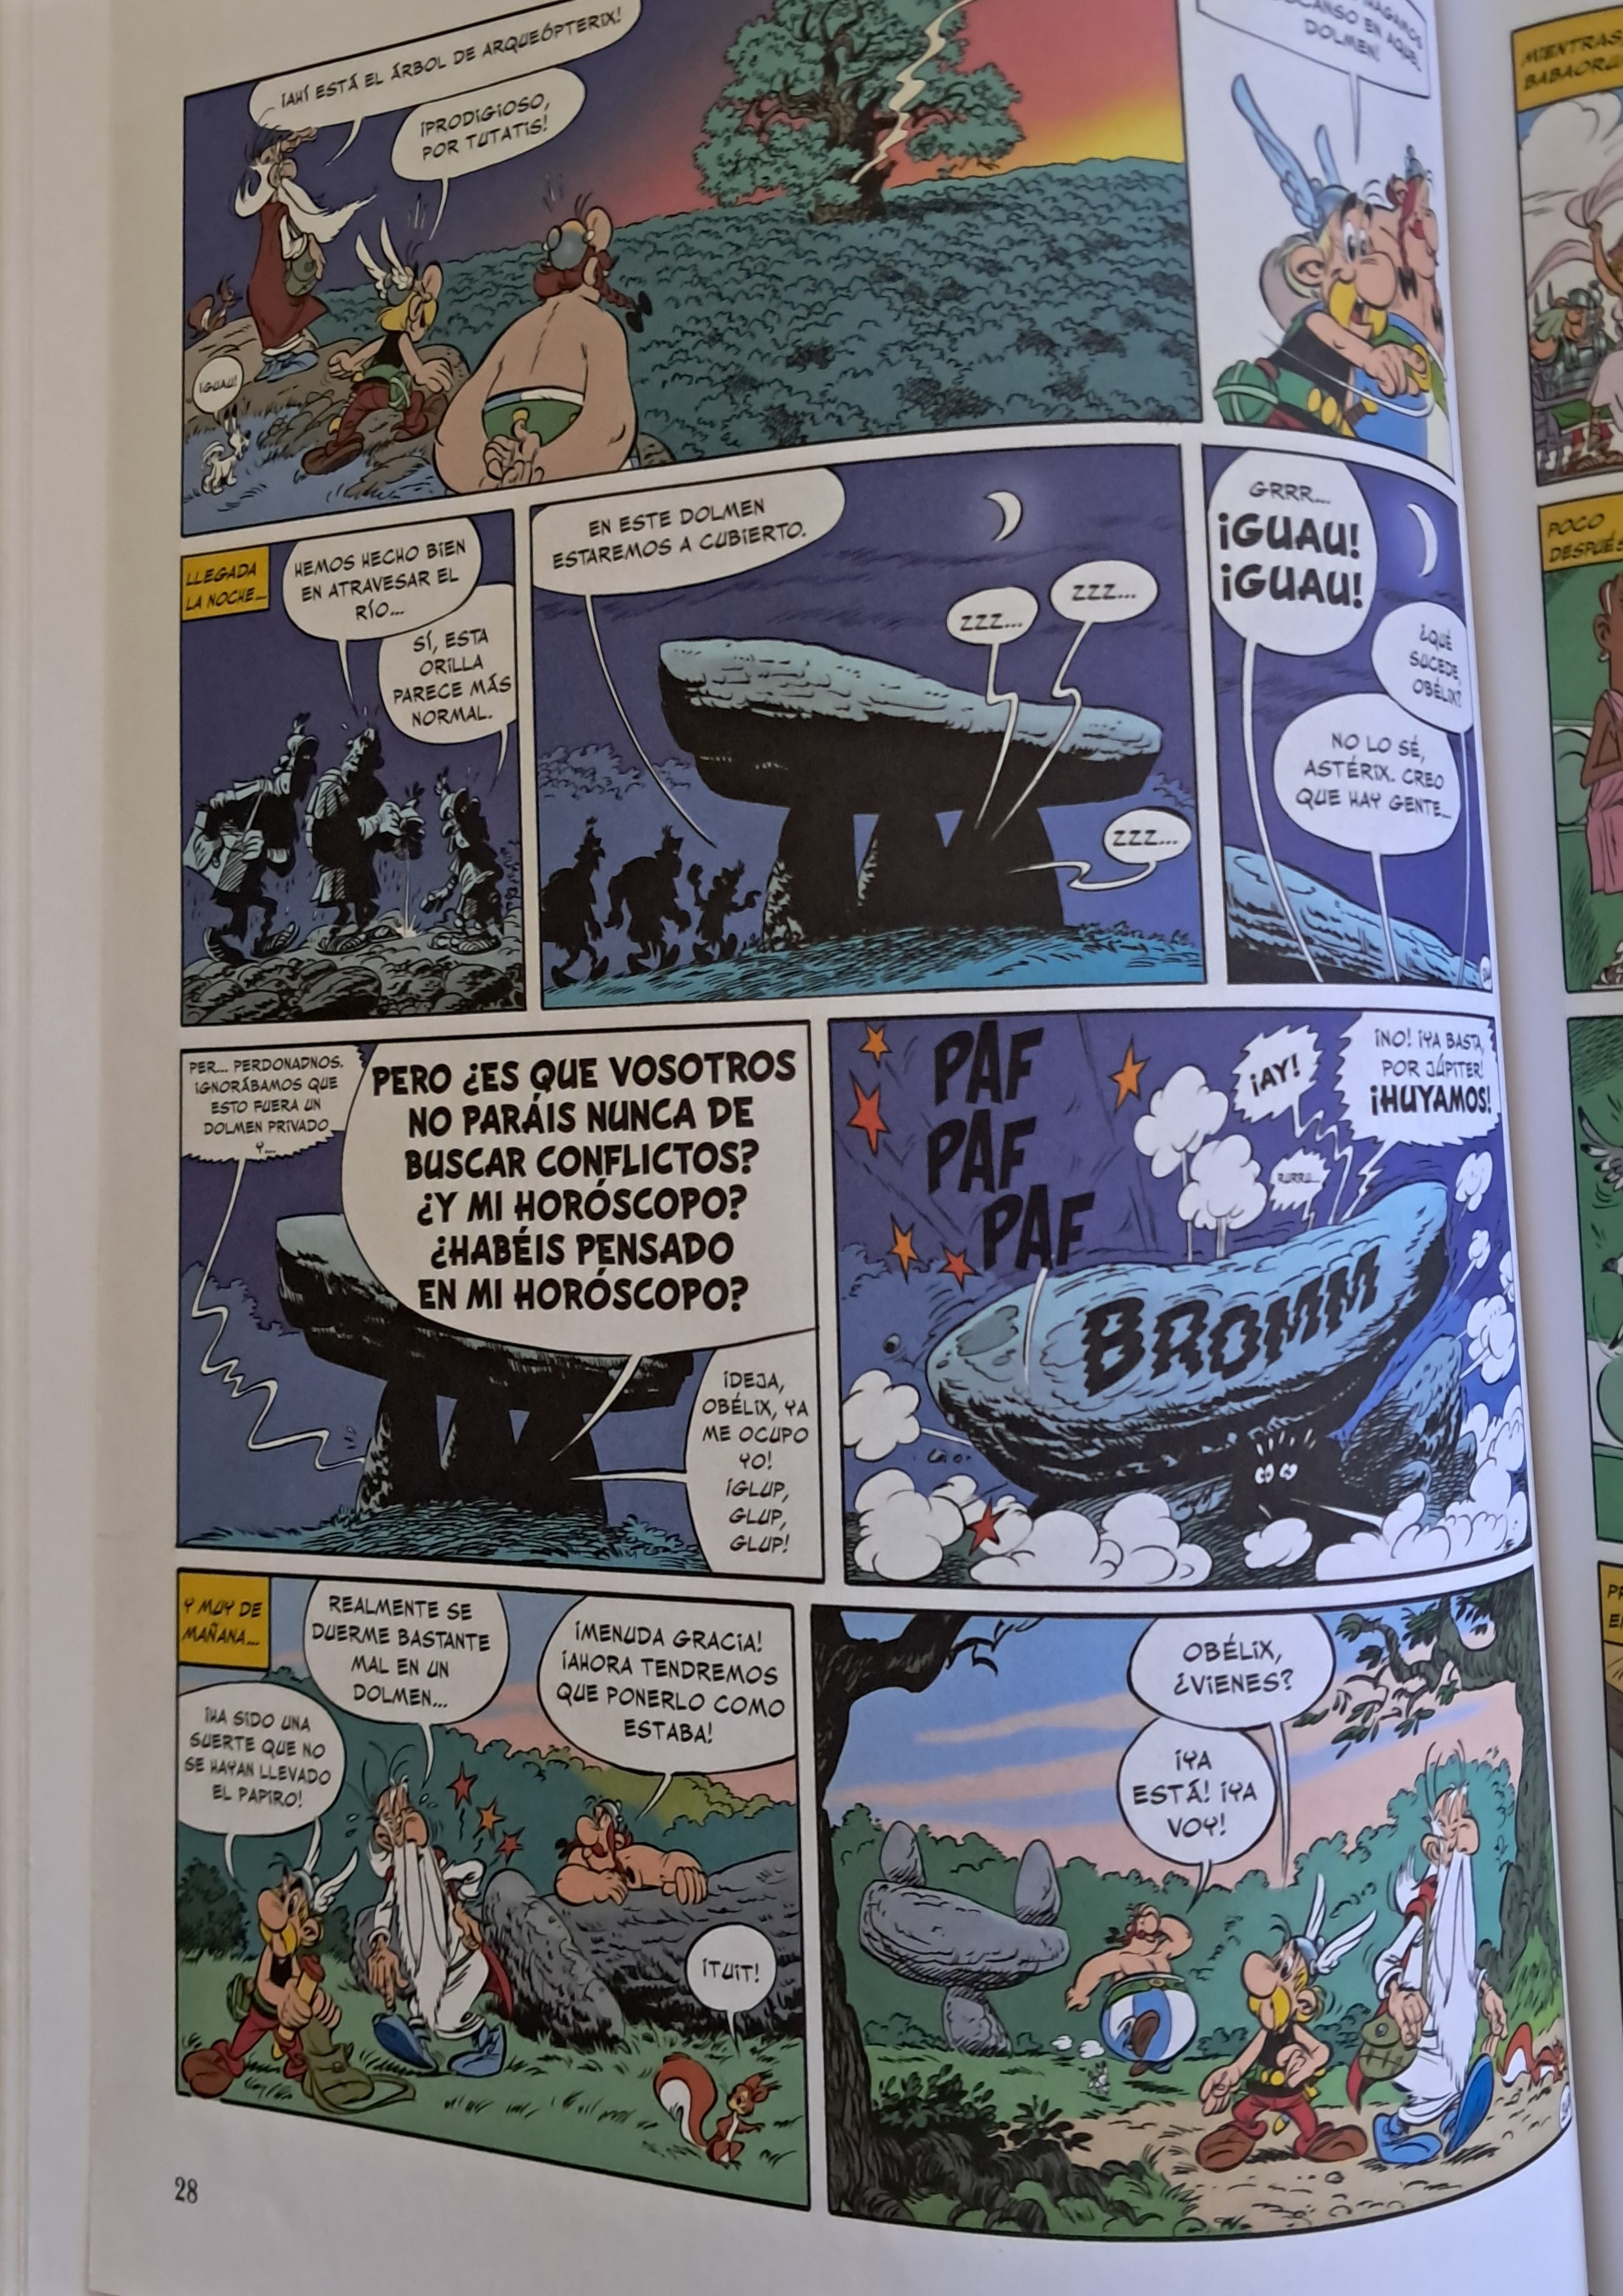 ¡AHÍ ESTÁ EL ÁRBOL DE ARQUEÓPTERIX!
¡PRODIGIOSO,
POR TUTATIS!
¡GUAU!
HAGAMOS
EN AQUEL
DOLMEN!
LLEGADA
LA NOCHE...
HEMOS HECHO BIEN
EN ATRAVESAR EL
RÍO...
SÍ, ESTA
ORILLA
PARECE MÁS
NORMAL.
EN ESTE DOLMEN
ESTAREMOS A CUBIERTO.
ZZZ...
ZZZ...
ZZZ...
GRRR...
¡GUAU!
¡GUAU!
¿QUÉ
SUCEDE,
OBÉLIX?
NO LO SÉ,
ASTÉRIX. CREO
QUE HAY GENTE...
PER... PERDONADNOS.
IGNORÁBAMOS QUE
ESTO FUERA UN
DOLMEN PRIVADO
Y...
PERO ¿ES QUE VOSOTROS
NO PARÁIS NUNCA DE
BUSCAR CONFLICTOS?
¿Y MI HORÓSCOPO?
¿HABÉIS PENSADO
EN MI HORÓSCOPO?
¡DEJA,
OBÉLIX, YA
ME OCUPO
YO!
¡GLUP,
GLUP,
GLUP!
PAF
PAF
PAF
¡AY!
¡NO! ¡YA BASTA,
POR JÚPITER!
¡HUYAMOS!
BROMM
Y MUY DE
MAÑANA...
¡HA SIDO UNA
SUERTE QUE NO
SE HAYAN LLEVADO
EL PAPIRO!
REALMENTE SE
DUERME BASTANTE
MAL EN UN
DOLMEN...
¡MENUDA GRACIA!
¡AHORA TENDREMOS
QUE PONERLO COMO
ESTABA!
¡TUIT!
OBÉLIX,
¿VIENES?
¡YA
ESTÁ! ¡YA
VOY!
28
MIENTRAS
POCO
DESPUÉS